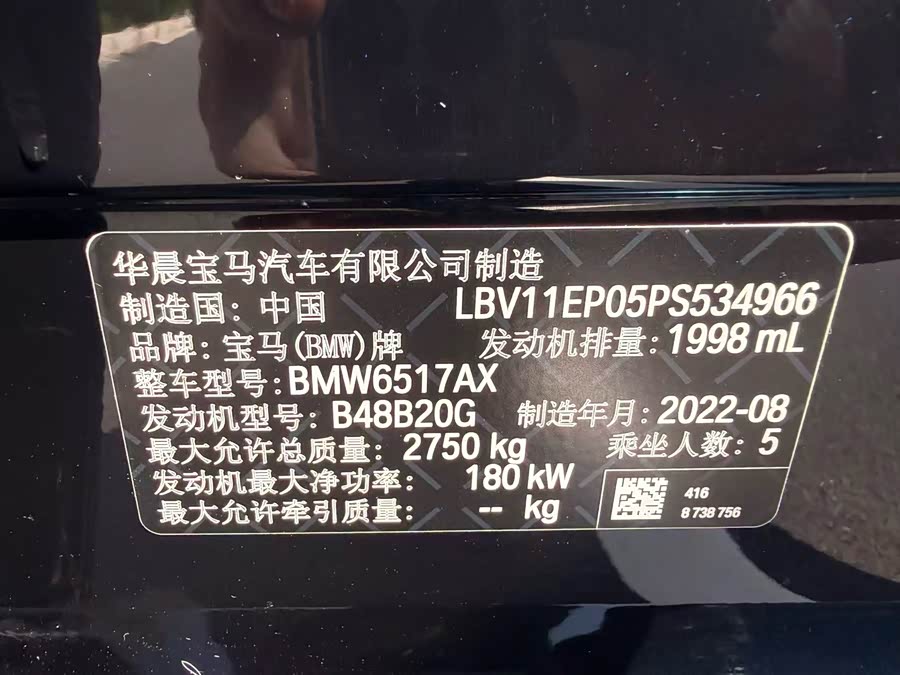 华晨宝马汽车有限公司制造
制造国: 中国 LBV11EP05PS534966
品牌: 宝马(BMW)牌 发动机排量: 1998 mL
整车型号: BMW6517AX
发动机型号: B48B20G 制造年月: 2022-08
最大允许总质量: 2750 kg 乘坐人数: 5
发动机最大净功率: 180 kW
最大允许牵引质量: -- kg
416
8 738 756